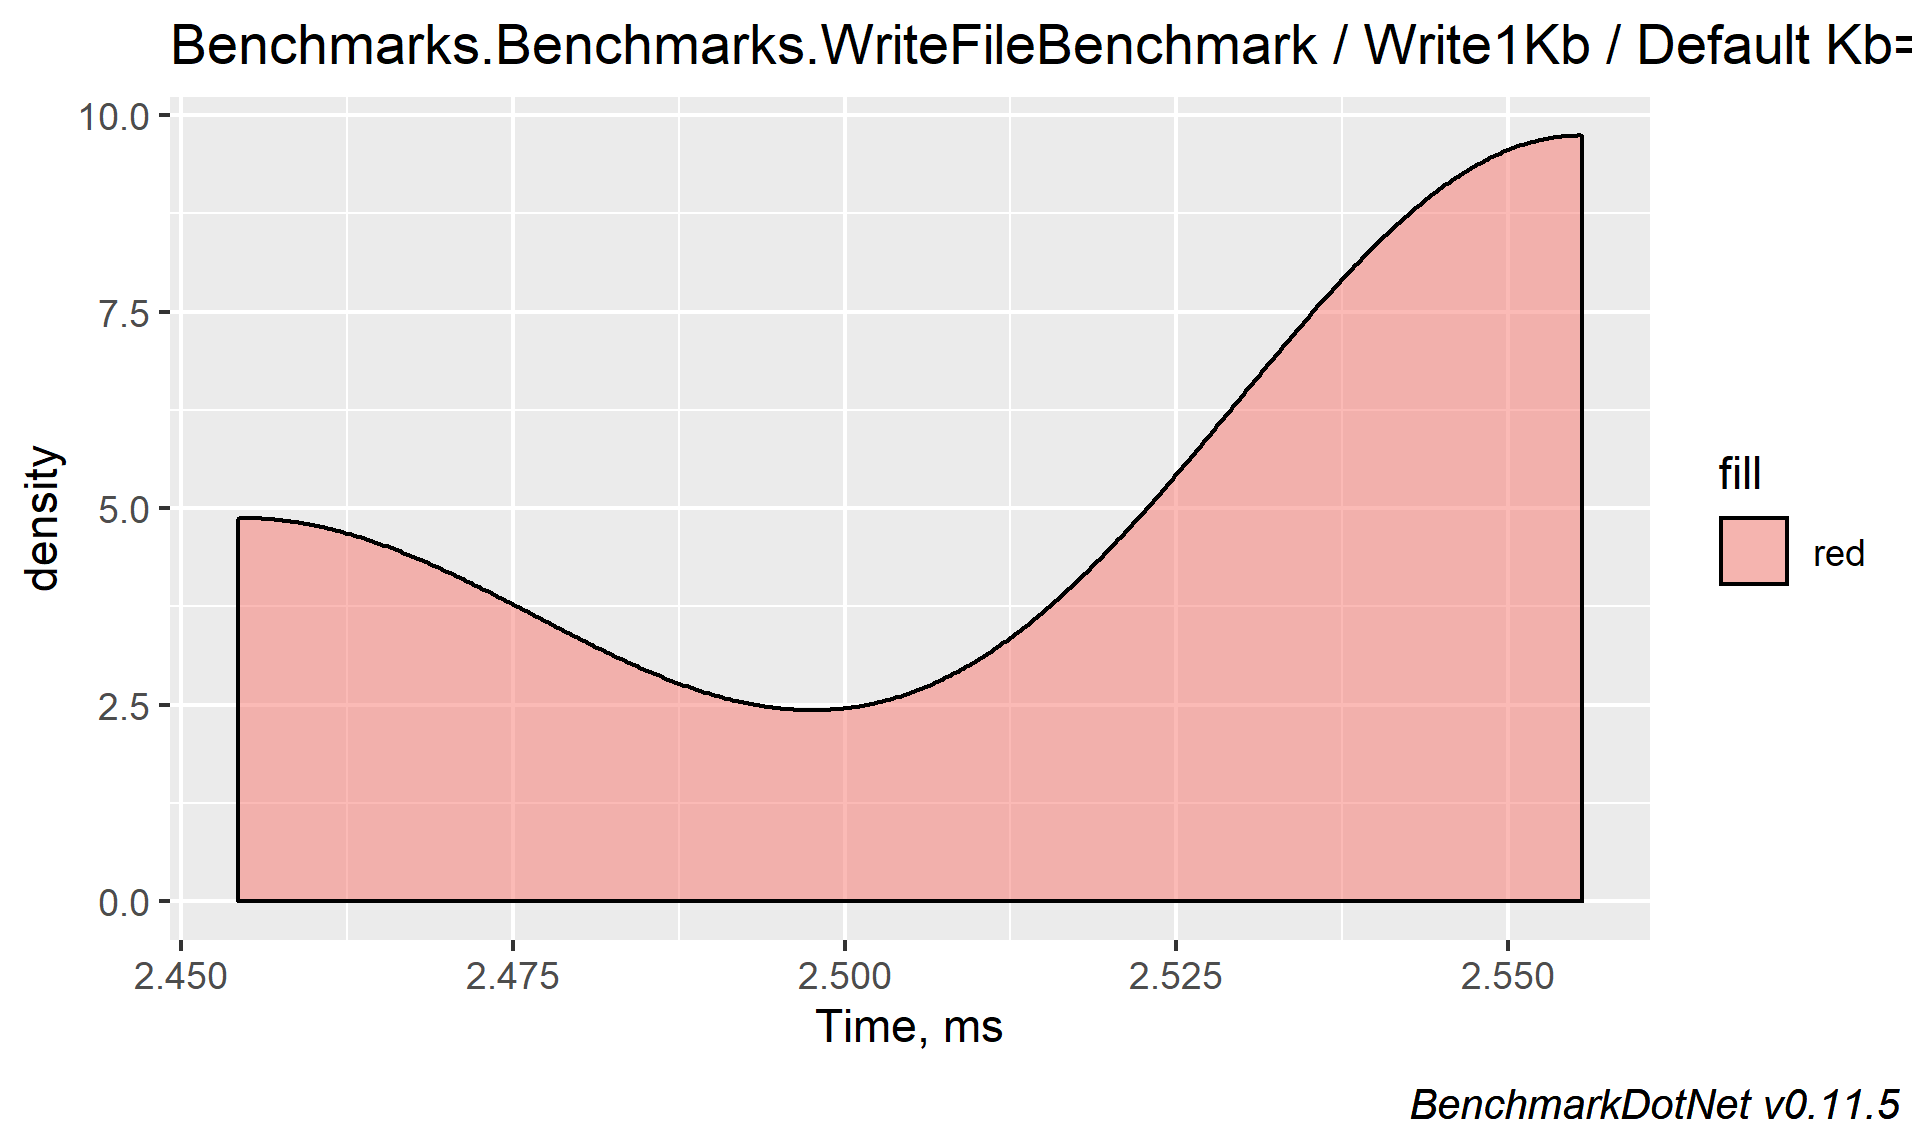 Benchmarks.Benchmarks.WriteFileBenchmark / Write1Kb / Default Kb=
10.0
7.5
5.0
2.5
0.0
density
2.450 2.475 2.500 2.525 2.550
Time, ms
fill
red
BenchmarkDotNet v0.11.5